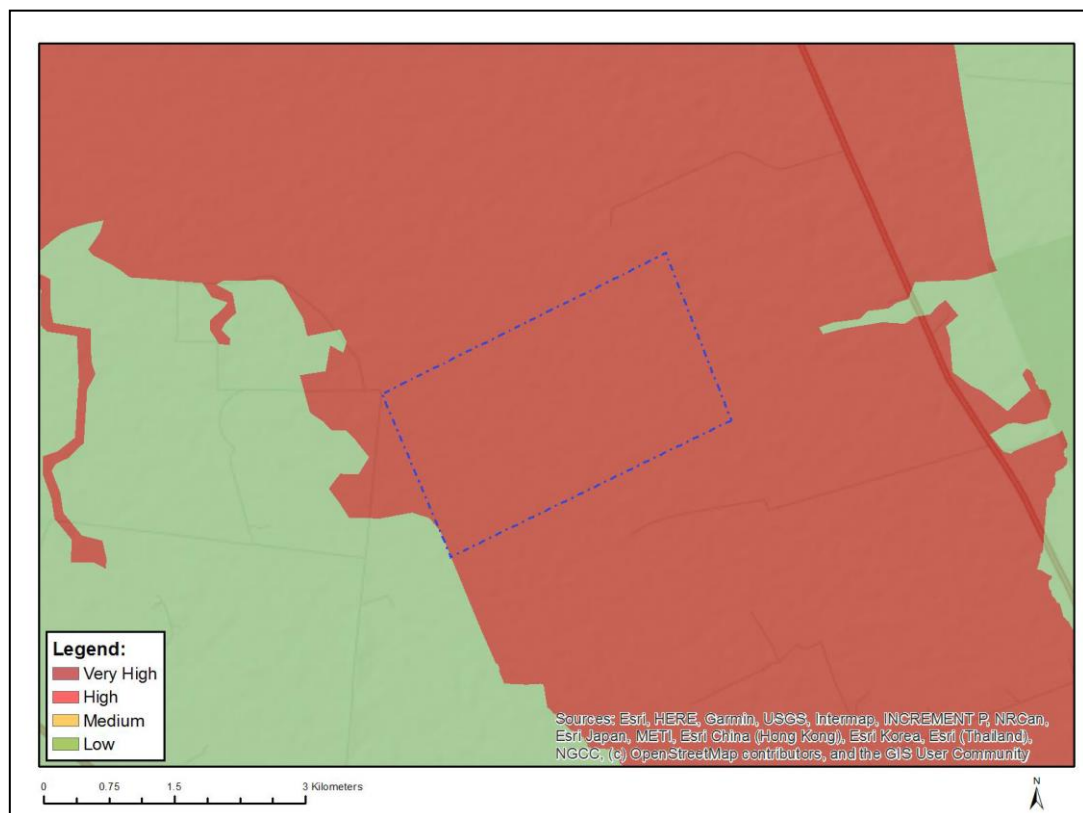 Legend:
Very High
High
Medium
Low
Sources: Esri, HERE, Garmin, USGS, Intermap, INCREMENT P, NRCan,
Esri Japan, METI, Esri China (Hong Kong), Esri Korea, Esri (Thailand),
NGCC, (c) OpenStreetMap contributors, and the GIS User Community
0 0.75 1.5 3 Kilometers
N